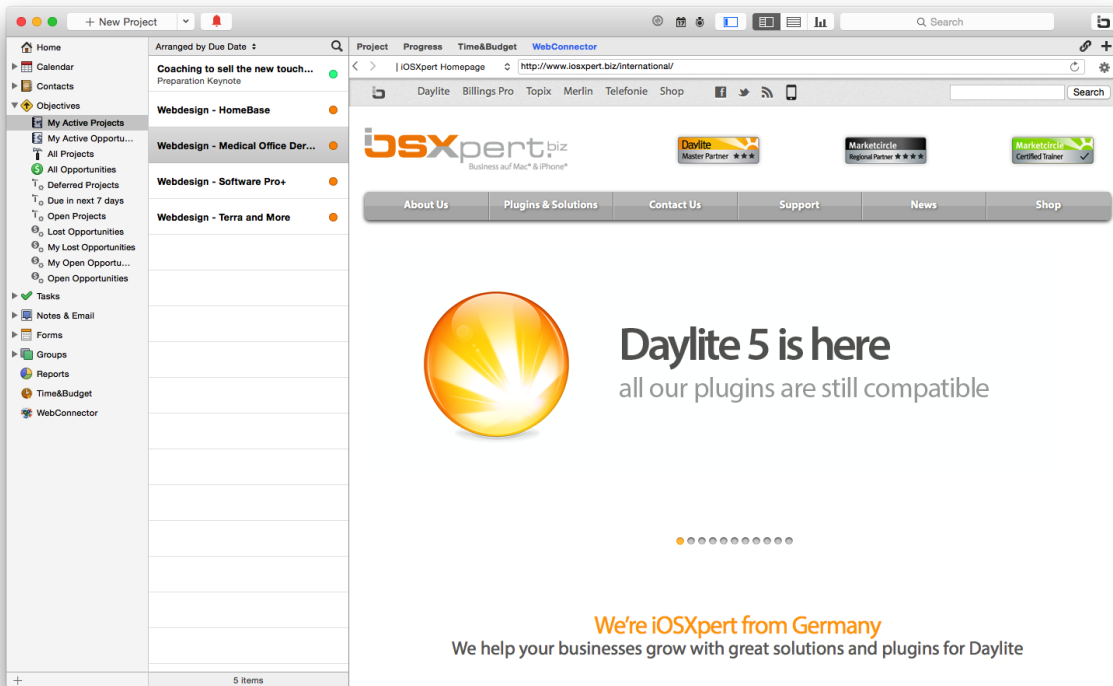 + New Project
Search
Home
Calendar
Contacts
Objectives
My Active Projects
My Active Opportu...
All Projects
All Opportunities
Deferred Projects
Due in next 7 days
Open Projects
Lost Opportunities
My Lost Opportunities
My Open Opportu...
Open Opportunities
Tasks
Notes & Email
Forms
Groups
Reports
Time&Budget
WebConnector
Arranged by Due Date
Coaching to sell the new touch...
Preparation Keynote
Webdesign - HomeBase
Webdesign - Medical Office Der...
Webdesign - Software Pro+
Webdesign - Terra and More
5 items
Project Progress Time&Budget WebConnector
| iOSXpert Homepage http://www.iosxpert.biz/international/
Daylite Billings Pro Topix Merlin Telefonie Shop Search
iOSXpert.biz
Business auf Mac* & iPhone*
Daylite
Master Partner ★★★
Marketcircle
Regional Partner ★★★★
Marketcircle
Certified Trainer ✓
About Us Plugins & Solutions Contact Us Support News Shop
Daylite 5 is here
all our plugins are still compatible
We're iOSXpert from Germany
We help your businesses grow with great solutions and plugins for Daylite